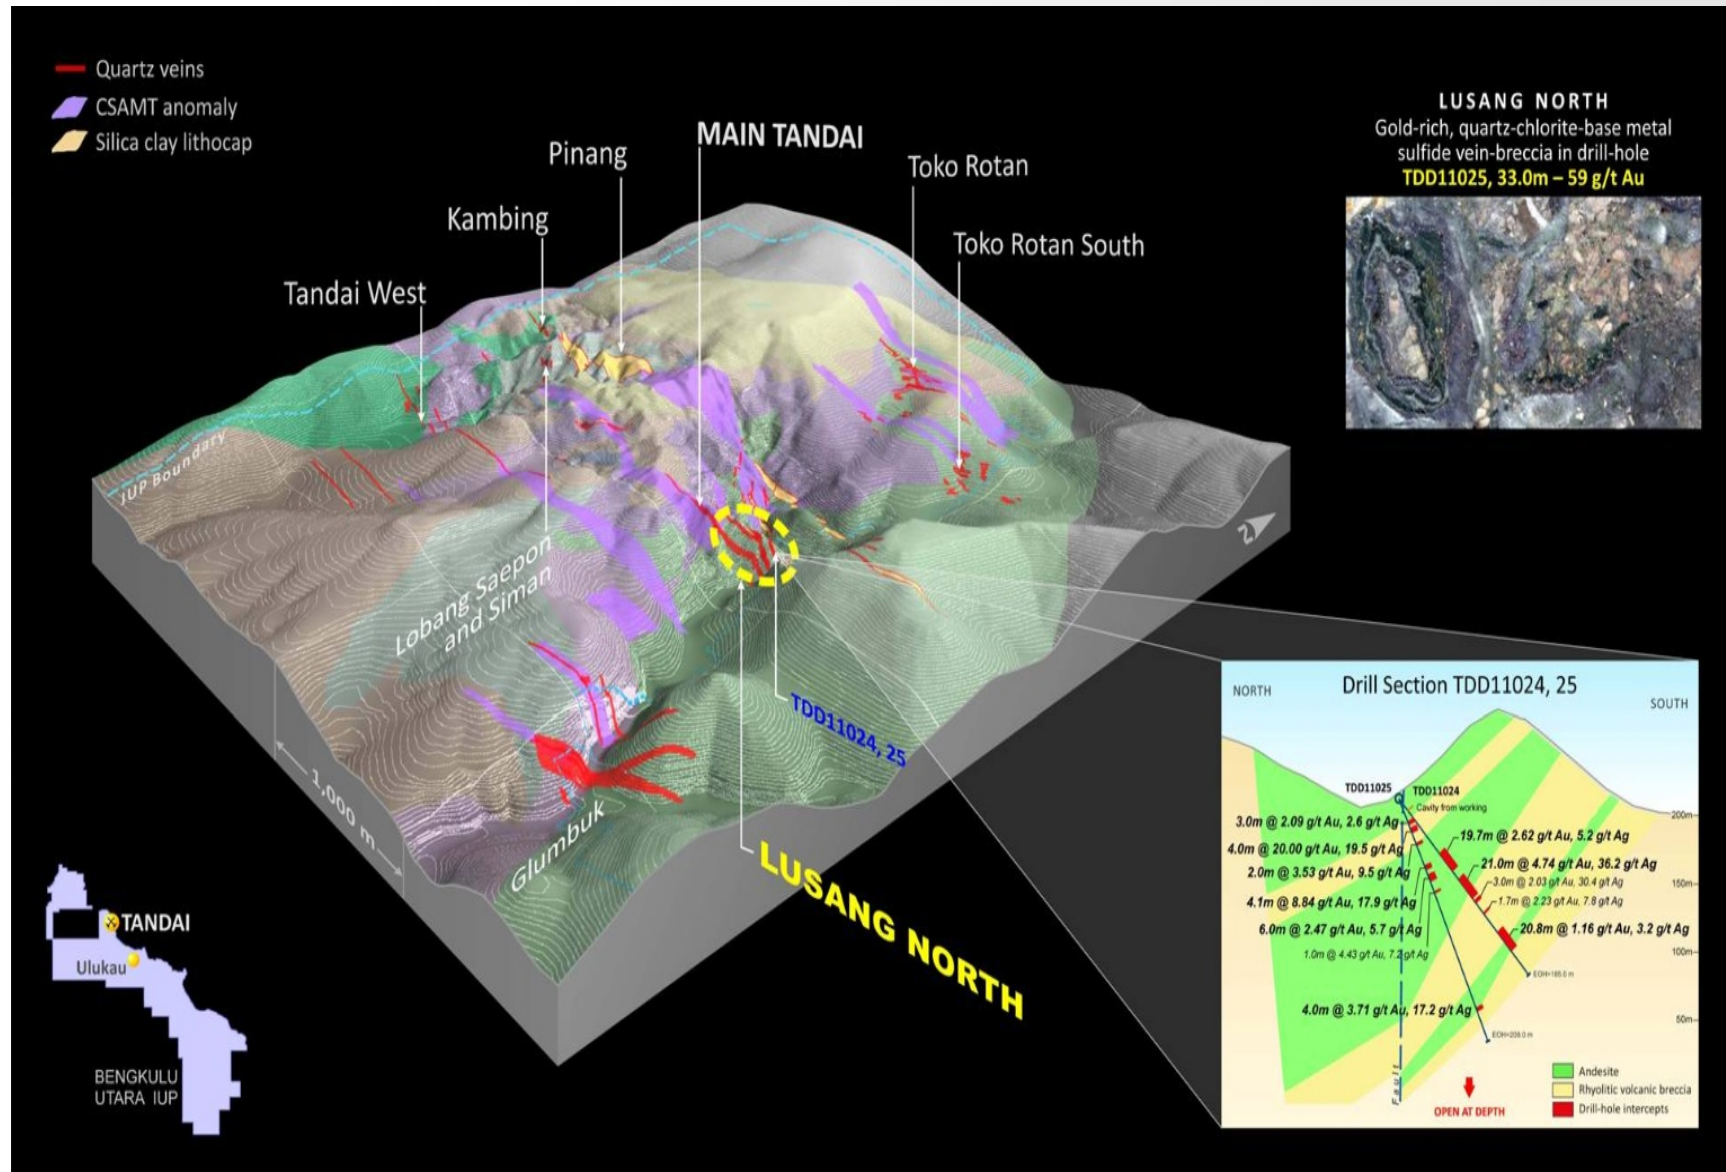 Quartz veins
CSAMT anomaly
Silica clay lithocap
MAIN TANDAI
Pinang
Kambing
Tandai West
Toko Rotan
Toko Rotan South
LUSANG NORTH
Gold-rich, quartz-chlorite-base metal
sulfide vein-breccia in drill-hole
TDD11025, 33.0m – 59 g/t Au
IUP Boundary
Lobang Saepon
and Siman
1,000 m
Glumbuk
TDD11024, 25
LUSANG NORTH
N
TANDAI
Ulukau
BENGKULU
UTARA IUP
Drill Section TDD11024, 25
NORTH
SOUTH
TDD11025
TDD11024
Cavity from working
3.0m @ 2.09 g/t Au, 2.6 g/t Ag
4.0m @ 20.00 g/t Au, 19.5 g/t Ag
2.0m @ 3.53 g/t Au, 9.5 g/t Ag
4.1m @ 8.84 g/t Au, 17.9 g/t Ag
6.0m @ 2.47 g/t Au, 5.7 g/t Ag
1.0m @ 4.43 g/t Au, 7.2 g/t Ag
4.0m @ 3.71 g/t Au, 17.2 g/t Ag
19.7m @ 2.62 g/t Au, 5.2 g/t Ag
21.0m @ 4.74 g/t Au, 36.2 g/t Ag
3.0m @ 2.03 g/t Au, 30.4 g/t Ag
1.7m @ 2.23 g/t Au, 7.8 g/t Ag
20.8m @ 1.16 g/t Au, 3.2 g/t Ag
200m
150m
100m
50m
Fault
OPEN AT DEPTH
Andesite
Rhyolitic volcanic breccia
Drill-hole intercepts